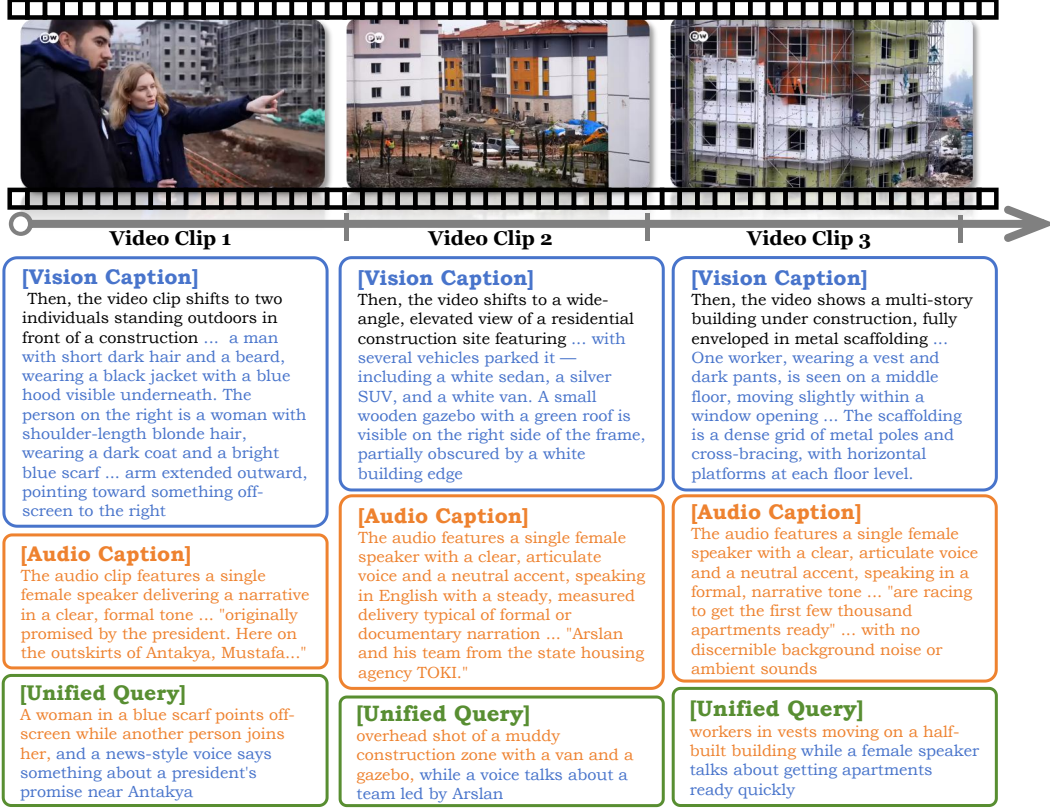 DW
DW
DW
Video Clip 1
Video Clip 2
Video Clip 3
[Vision Caption]
Then, the video clip shifts to two
individuals standing outdoors in
front of a construction ... a man
with short dark hair and a beard,
wearing a black jacket with a blue
hood visible underneath. The
person on the right is a woman with
shoulder-length blonde hair,
wearing a dark coat and a bright
blue scarf ... arm extended outward,
pointing toward something off-
screen to the right
[Audio Caption]
The audio clip features a single
female speaker delivering a narrative
in a clear, formal tone ... "originally
promised by the president. Here on
the outskirts of Antakya, Mustafa..."
[Unified Query]
A woman in a blue scarf points off-
screen while another person joins
her, and a news-style voice says
something about a president's
promise near Antakya
[Vision Caption]
Then, the video shifts to a wide-
angle, elevated view of a residential
construction site featuring ... with
several vehicles parked it —
including a white sedan, a silver
SUV, and a white van. A small
wooden gazebo with a green roof is
visible on the right side of the frame,
partially obscured by a white
building edge
[Audio Caption]
The audio features a single female
speaker with a clear, articulate
voice and a neutral accent, speaking
in English with a steady, measured
delivery typical of formal or
documentary narration ... "Arslan
and his team from the state housing
agency TOKI."
[Unified Query]
overhead shot of a muddy
construction zone with a van and a
gazebo, while a voice talks about a
team led by Arslan
[Vision Caption]
Then, the video shows a multi-story
building under construction, fully
enveloped in metal scaffolding ...
One worker, wearing a vest and
dark pants, is seen on a middle
floor, moving slightly within a
window opening ... The scaffolding
is a dense grid of metal poles and
cross-bracing, with horizontal
platforms at each floor level.
[Audio Caption]
The audio features a single female
speaker with a clear, articulate voice
and a neutral accent, speaking in a
formal, narrative tone ... "are racing
to get the first few thousand
apartments ready" ... with no
discernible background noise or
ambient sounds
[Unified Query]
workers in vests moving on a half-
built building while a female speaker
talks about getting apartments
ready quickly